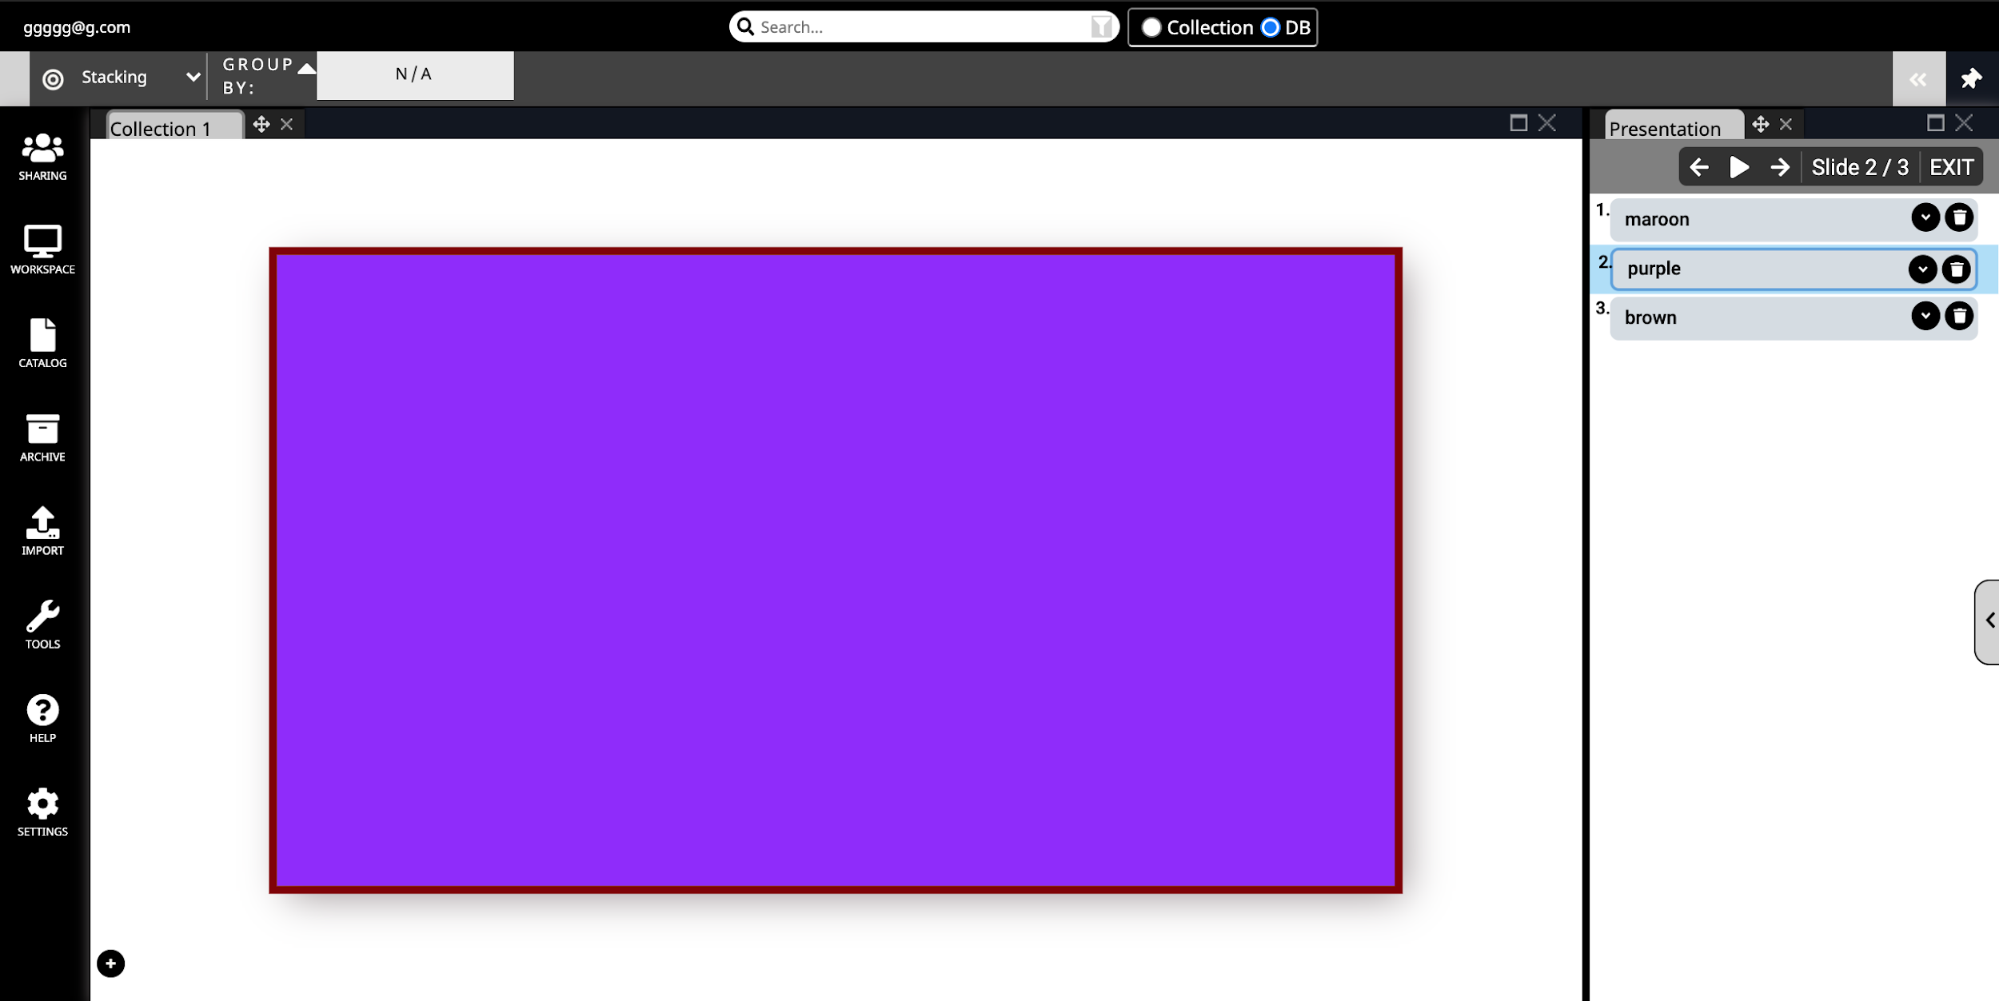 ggggg@g.com
Search...
Collection DB
Stacking
GROUP BY:
N/A
Collection 1
Presentation
SHARING
WORKSPACE
CATALOG
ARCHIVE
IMPORT
TOOLS
HELP
SETTINGS
Slide 2 / 3 EXIT
1. maroon
2. purple
3. brown